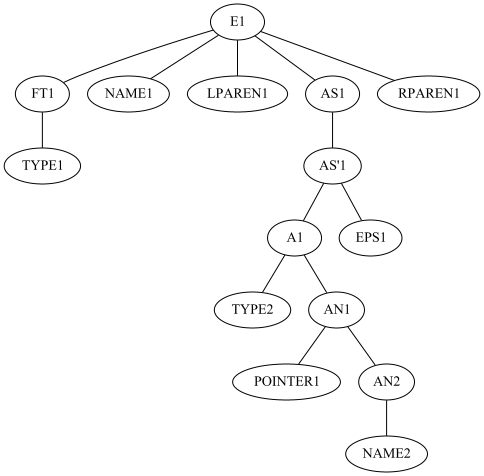 E1
FT1 NAME1 LPAREN1 AS1 RPAREN1
TYPE1 AS'1
A1 EPS1
TYPE2 AN1
POINTER1 AN2
NAME2